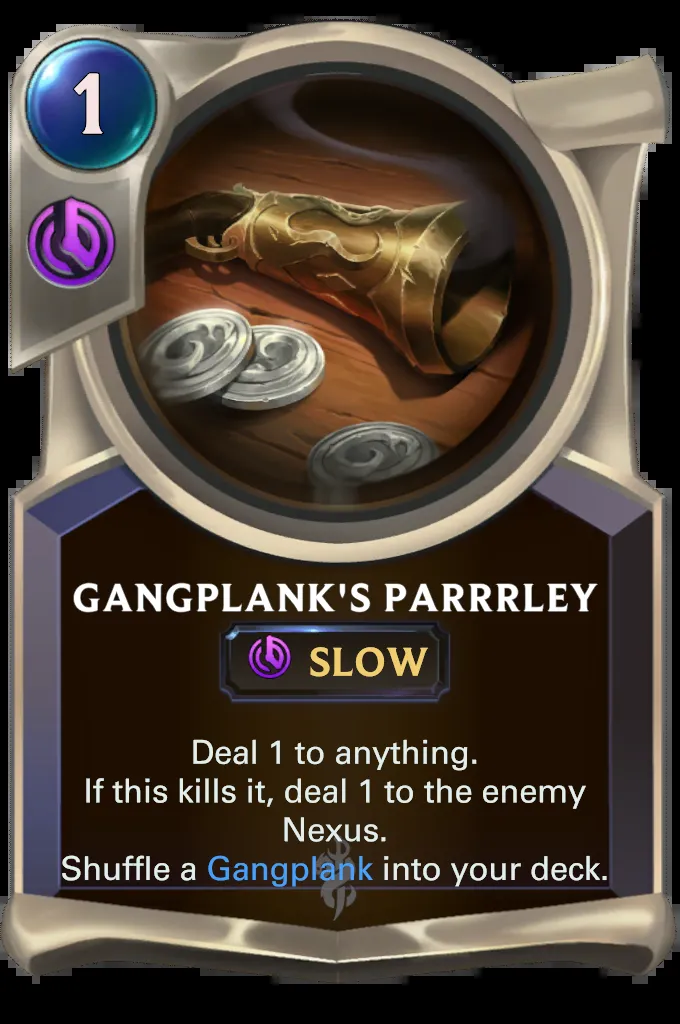 1
GANGPLANK'S PARRRLEY
SLOW
Deal 1 to anything.
If this kills it, deal 1 to the enemy
Nexus.
Shuffle a Gangplank into your deck.